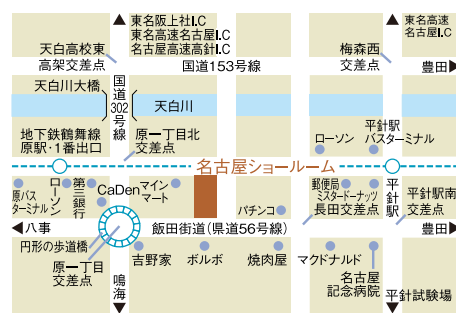 東名阪上社I.C
東名高速名古屋I.C
名古屋高速高針I.C
東名高速
名古屋I.C
天白高校東
高架交差点
梅森西
交差点
国道153号線
豊田
天白川大橋
国道302号線
天白川
地下鉄鶴舞線
原駅・1番出口
原一丁目北
交差点
ローソン
平針駅
バスターミナル
名古屋ショールーム
原バス
ターミナル
ローソン
第三銀行
CaDen
マイン
マート
パチンコ
郵便局
ミスタードーナツ
長田交差点
平針駅
平針駅南
交差点
八事
飯田街道(県道56号線)
豊田
円形の歩道橋
原一丁目
交差点
鳴海
吉野家
ボルボ
焼肉屋
マクドナルド
名古屋
記念病院
平針試験場